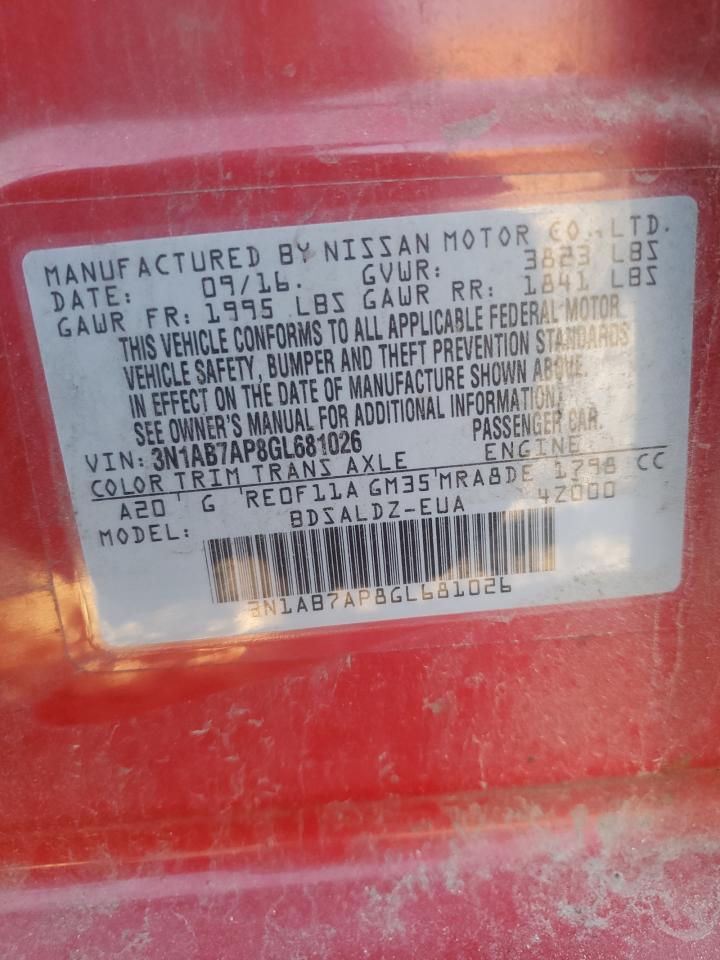 MANUFACTURED BY NISSAN MOTOR CO., LTD.
DATE: 09/16. GVWR: 3823 LBS
GAWR FR: 1995 LBS GAWR RR: 1841 LBS
THIS VEHICLE CONFORMS TO ALL APPLICABLE FEDERAL MOTOR
VEHICLE SAFETY, BUMPER AND THEFT PREVENTION STANDARDS
IN EFFECT ON THE DATE OF MANUFACTURE SHOWN ABOVE.
SEE OWNER'S MANUAL FOR ADDITIONAL INFORMATION.
VIN: 3N1AB7AP8GL681026 PASSENGER CAR.
COLOR TRIM TRANS AXLE ENGINE
A20 G RE0F11A GM35 MRA8DE 1798 CC
MODEL: BDSALDZ-EUA 4Z000
3N1AB7AP8GL681026